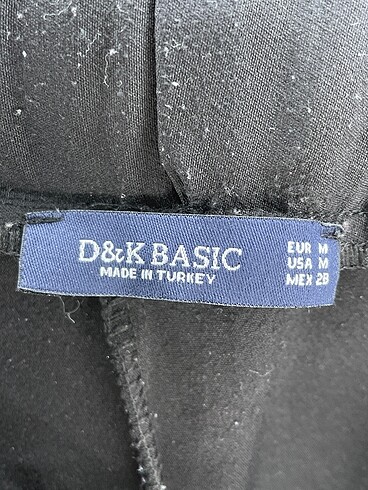 D&K BASIC
MADE IN TURKEY
EUR M
USA M
MEX 28